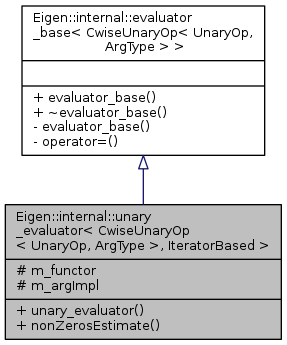 Eigen::internal::evaluator
_base< CwiseUnaryOp< UnaryOp,
ArgType > >
+ evaluator_base()
+ ~evaluator_base()
- evaluator_base()
- operator=()
Eigen::internal::unary
_evaluator< CwiseUnaryOp
< UnaryOp, ArgType >, IteratorBased >
# m_functor
# m_argImpl
+ unary_evaluator()
+ nonZerosEstimate()